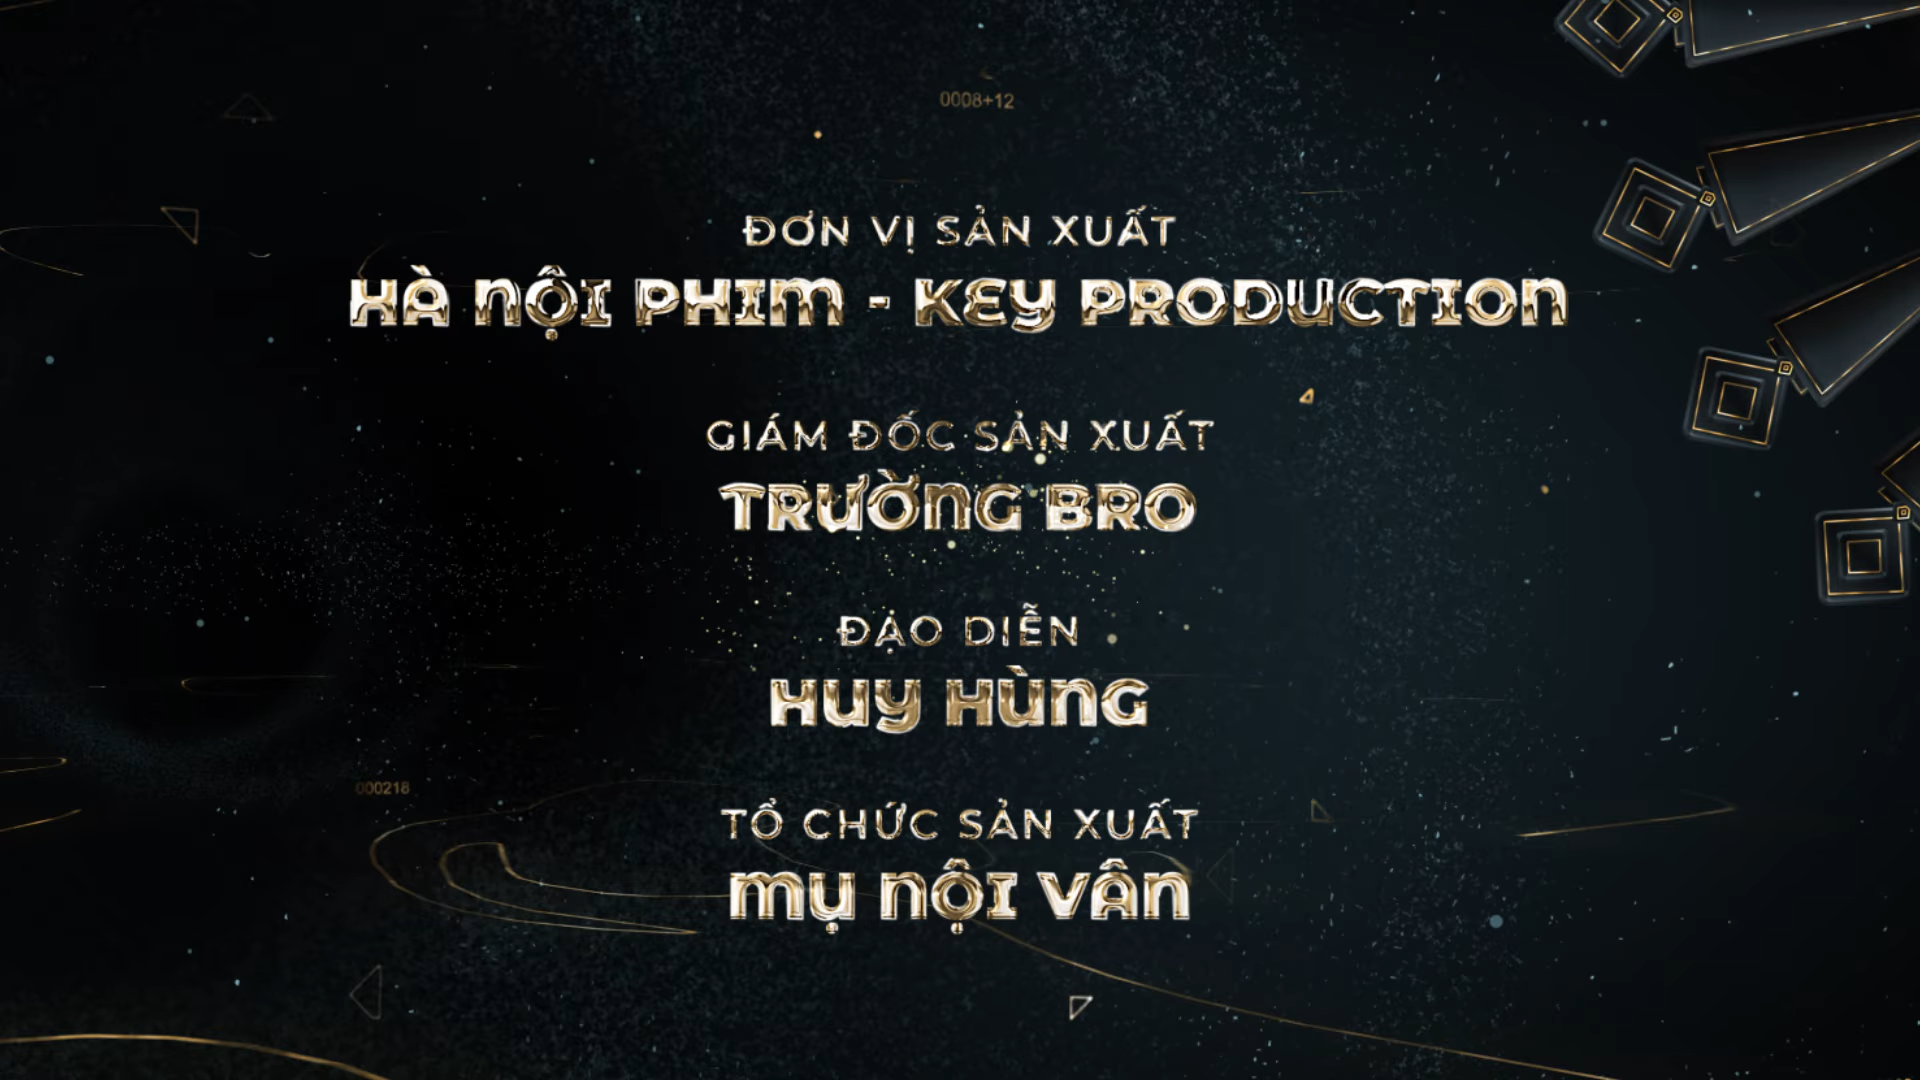 0008+12
ĐƠN VỊ SẢN XUẤT
HÀ NỘI PHIM - KEY PRODUCTION
GIÁM ĐỐC SẢN XUẤT
TRƯỜNG BRO
ĐẠO DIỄN
HUY HÙNG
TỔ CHỨC SẢN XUẤT
MỤ NỘI VÂN
000218